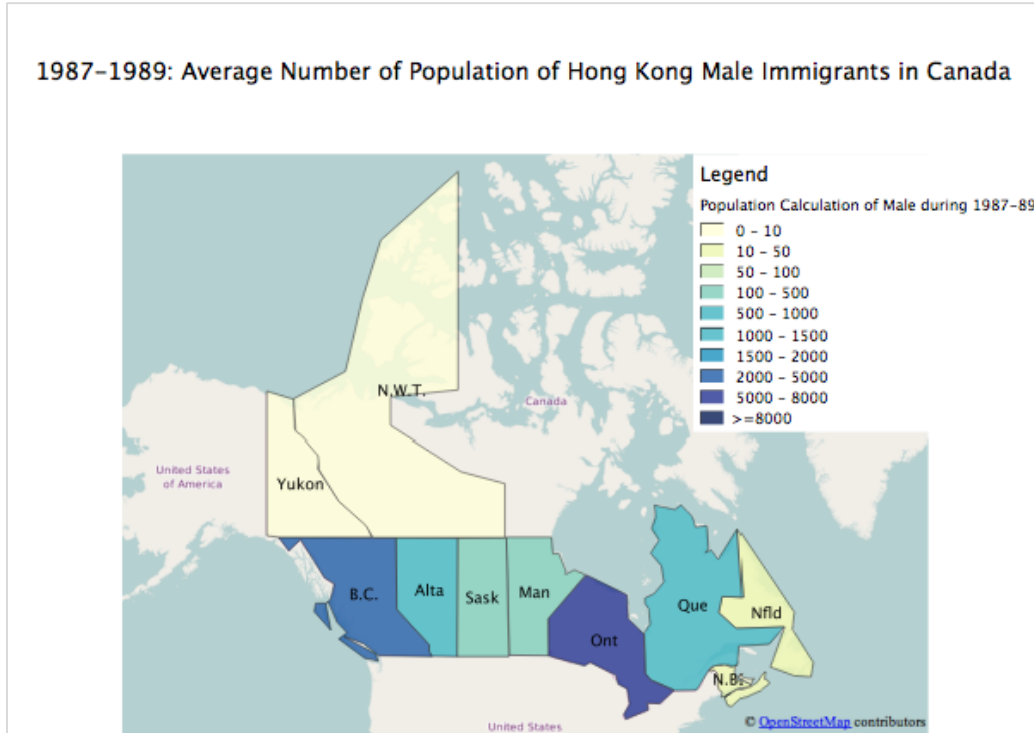 1987-1989: Average Number of Population of Hong Kong Male Immigrants in Canada
Legend
Population Calculation of Male during 1987-89
0 - 10
10 - 50
50 - 100
100 - 500
500 - 1000
1000 - 1500
1500 - 2000
2000 - 5000
5000 - 8000
>=8000
N.W.T.
Canada
United States
of America
Yukon
B.C.
Alta
Sask
Man
Ont
Que
Nfld
N.B.
United States
© OpenStreetMap contributors